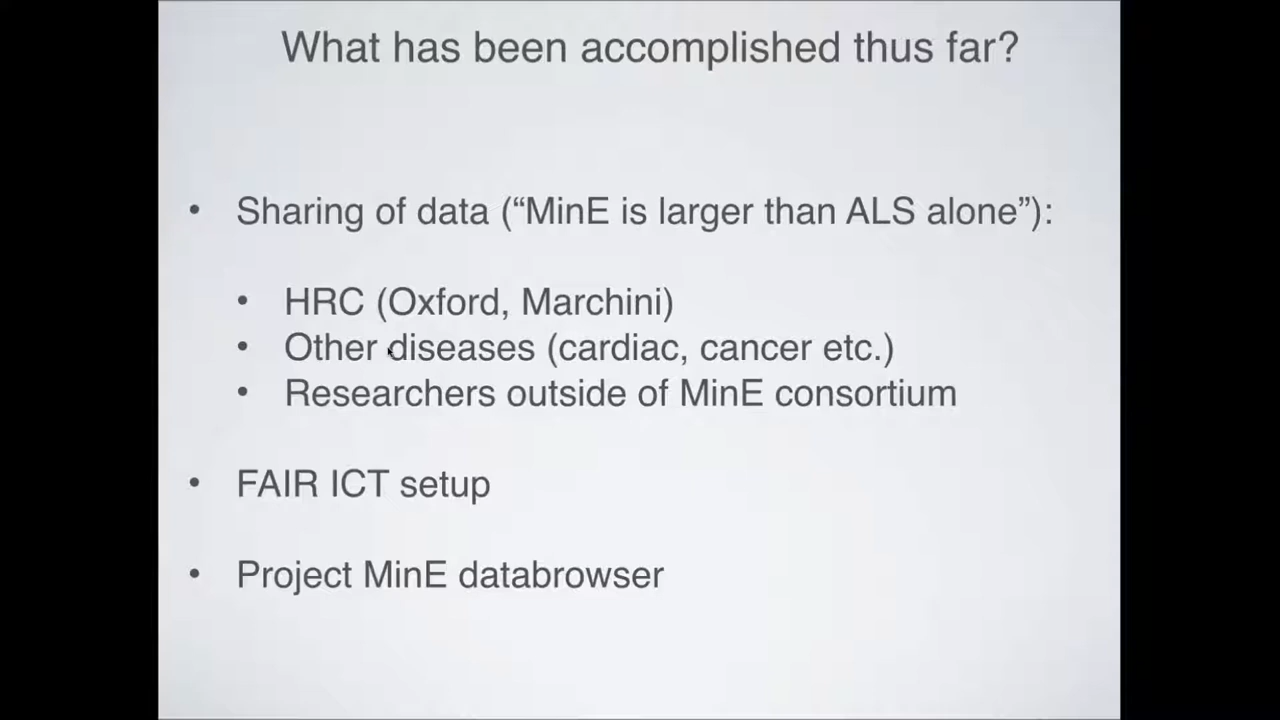 What has been accomplished thus far?
• Sharing of data (“MinE is larger than ALS alone”):
• HRC (Oxford, Marchini)
• Other diseases (cardiac, cancer etc.)
• Researchers outside of MinE consortium
• FAIR ICT setup
• Project MinE databrowser